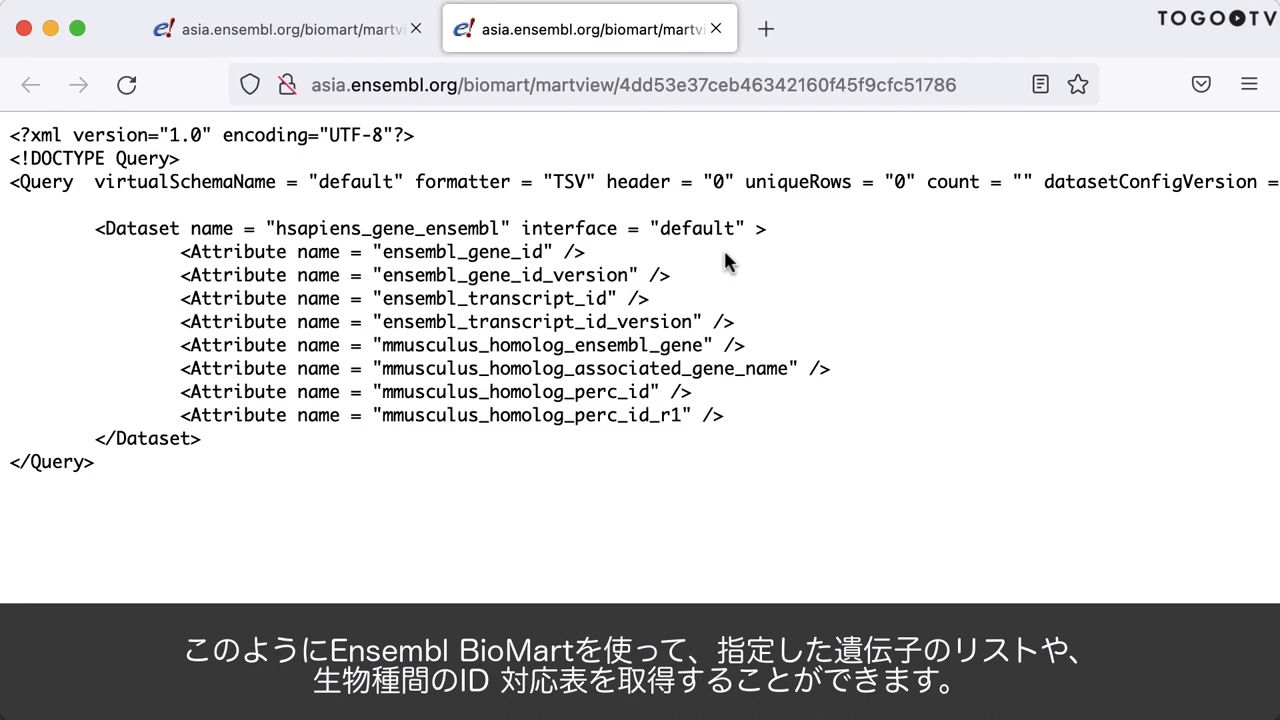 TOGO TV
asia.ensembl.org/biomart/martvi
asia.ensembl.org/biomart/martvi
asia.ensembl.org/biomart/martview/4dd53e37ceb46342160f45f9cfc51786
<?xml version="1.0" encoding="UTF-8"?>
<!DOCTYPE Query>
<Query  virtualSchemaName = "default" formatter = "TSV" header = "0" uniqueRows = "0" count = "" datasetConfigVersion =
<Dataset name = "hsapiens_gene_ensembl" interface = "default" >
<Attribute name = "ensembl_gene_id" />
<Attribute name = "ensembl_gene_id_version" />
<Attribute name = "ensembl_transcript_id" />
<Attribute name = "ensembl_transcript_id_version" />
<Attribute name = "mmusculus_homolog_ensembl_gene" />
<Attribute name = "mmusculus_homolog_associated_gene_name" />
<Attribute name = "mmusculus_homolog_perc_id" />
<Attribute name = "mmusculus_homolog_perc_id_r1" />
</Dataset>
</Query>
このようにEnsembl BioMartを使って、指定した遺伝子のリストや、
生物種間のID 対応表を取得することができます。